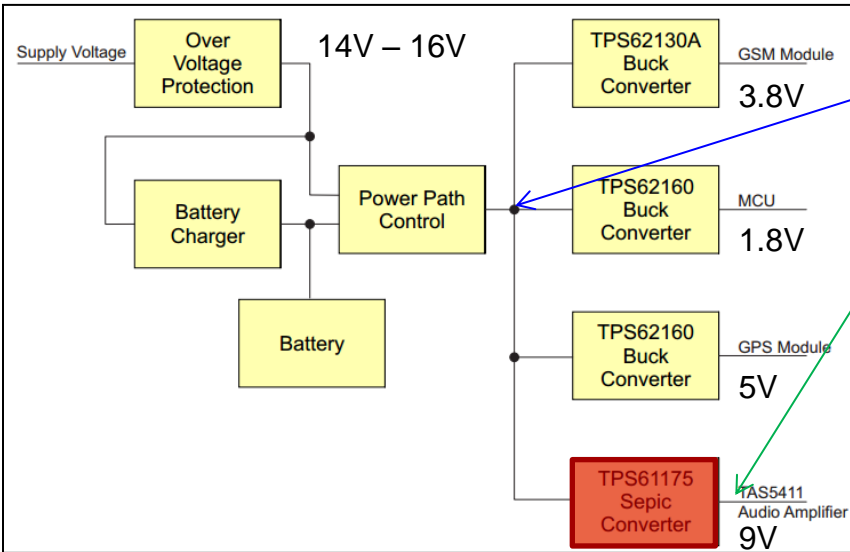 Supply Voltage
Over
Voltage
Protection
14V – 16V
TPS62130A
Buck
Converter
GSM Module
3.8V
Battery
Charger
Power Path
Control
TPS62160
Buck
Converter
MCU
1.8V
Battery
TPS62160
Buck
Converter
GPS Module
5V
TPS61175
Sepic
Converter
TAS5411
Audio Amplifier
9V